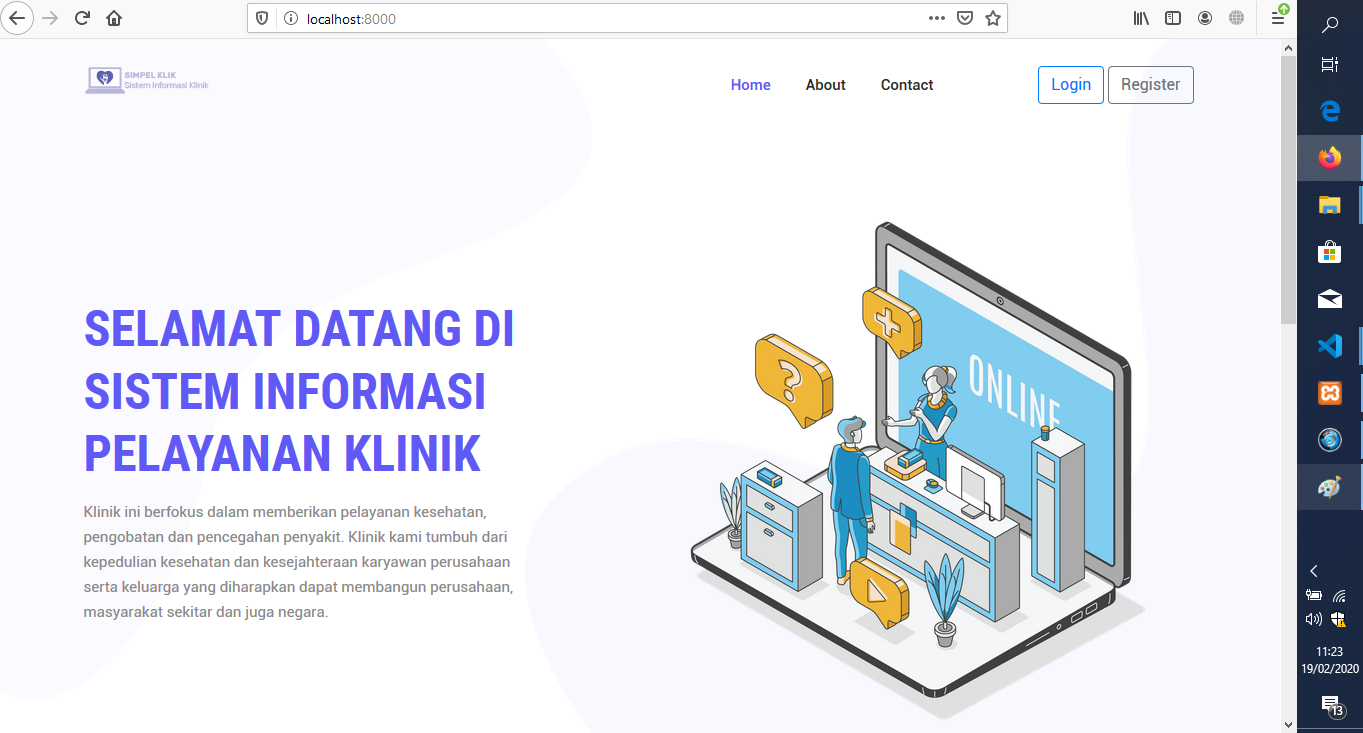 localhost:8000
SIMPEL KLIK
Sistem Informasi Klinik
Home
About
Contact
Login
Register
SELAMAT DATANG DI
SISTEM INFORMASI
PELAYANAN KLINIK
Klinik ini berfokus dalam memberikan pelayanan kesehatan,
pengobatan dan pencegahan penyakit. Klinik kami tumbuh dari
kepedulian kesehatan dan kesejahteraan karyawan perusahaan
serta keluarga yang diharapkan dapat membangun perusahaan,
masyarakat sekitar dan juga negara.
ONLINE
?
11:23
19/02/2020
13